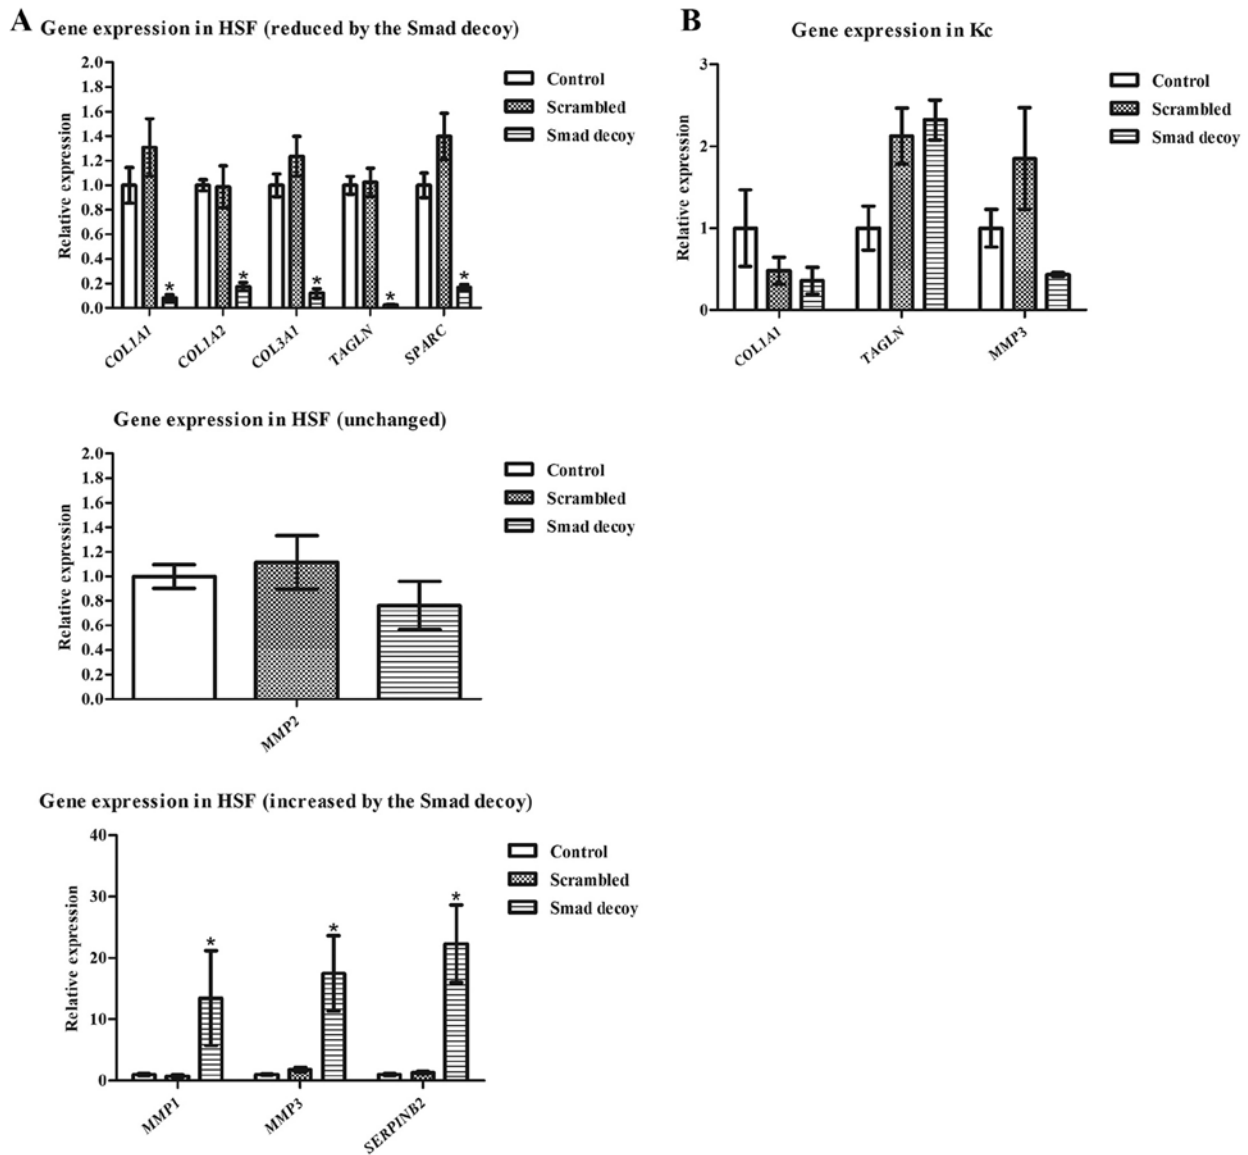 A Gene expression in HSF (reduced by the Smad decoy)
2.0
1.8
1.6
1.4
1.2
1.0
0.8
0.6
0.4
0.2
0.0
Relative expression
* * * * *
COL1A1 COL1A2 COL3A1 TAGLN SPARC
Control
Scrambled
Smad decoy
B Gene expression in Kc
3
2
1
0
Relative expression
COL1A1 TAGLN MMP3
Control
Scrambled
Smad decoy
Gene expression in HSF (unchanged)
2.0
1.8
1.6
1.4
1.2
1.0
0.8
0.6
0.4
0.2
0.0
Relative expression
MMP2
Control
Scrambled
Smad decoy
Gene expression in HSF (increased by the Smad decoy)
40
30
20
10
0
Relative expression
* * *
MMP1 MMP3 SERPINB2
Control
Scrambled
Smad decoy